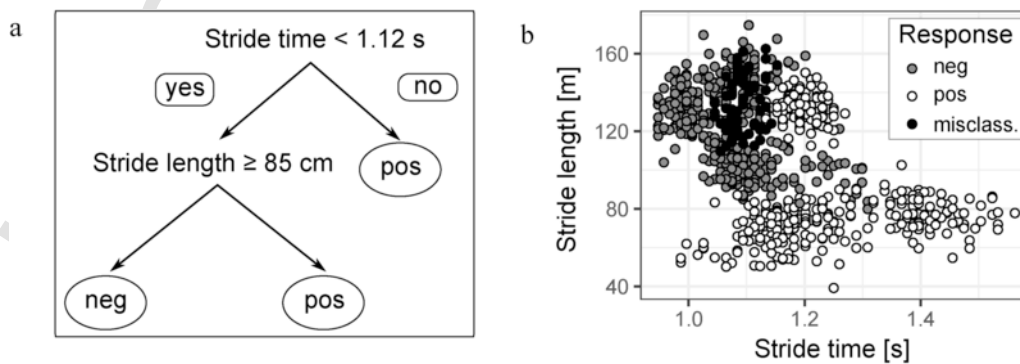 a
Stride time < 1.12 s
yes
no
Stride length ≥ 85 cm
pos
neg
pos
b
Stride length [m]
160
120
80
40
1.0
1.2
1.4
Stride time [s]
Response
neg
pos
misclass.